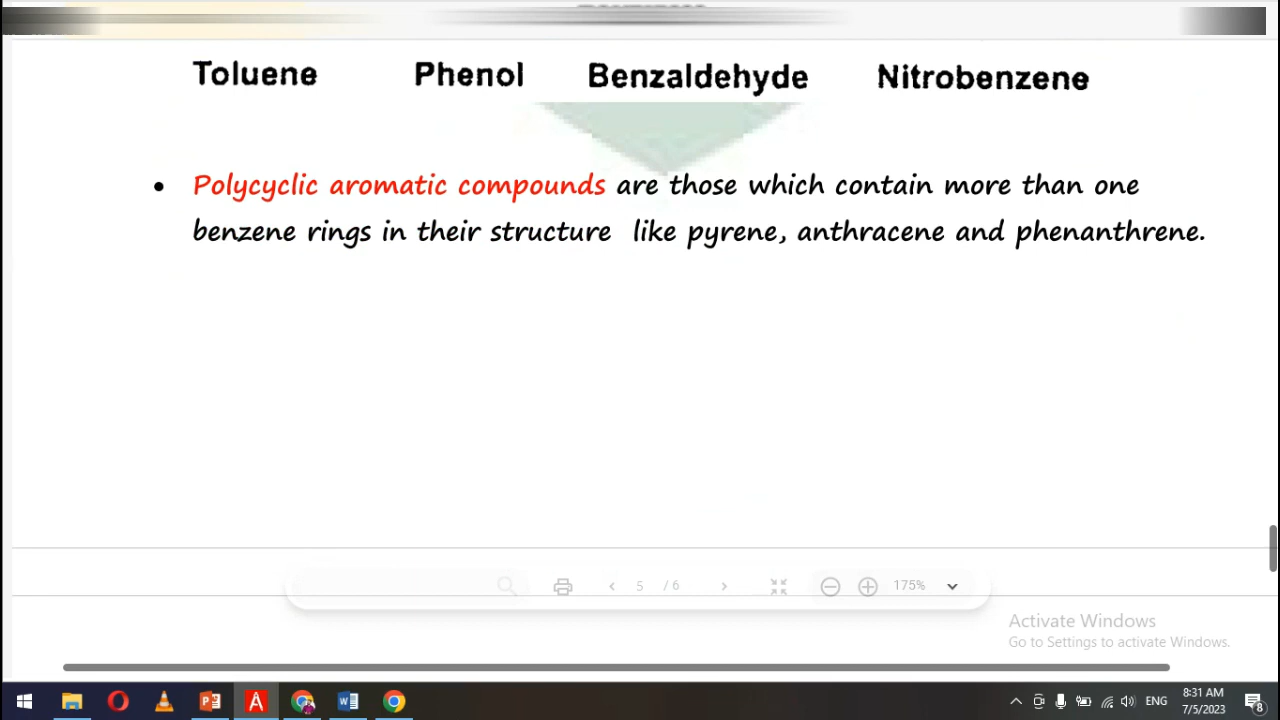 Toluene Phenol Benzaldehyde Nitrobenzene
• Polycyclic aromatic compounds are those which contain more than one
benzene rings in their structure like pyrene, anthracene and phenanthrene.
5 / 6 175%
Activate Windows
Go to Settings to activate Windows.
ENG 8:31 AM
7/5/2023 8